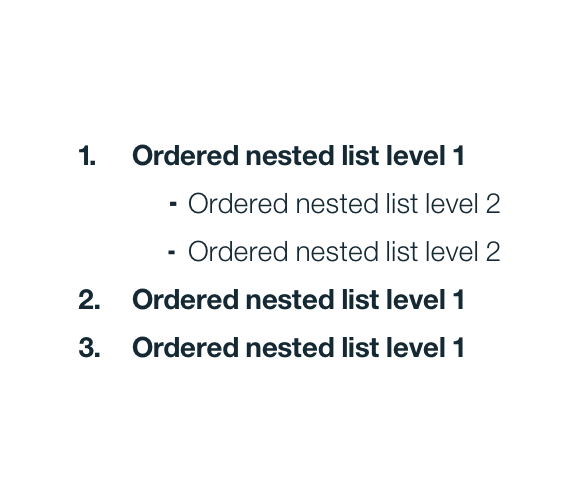 1. Ordered nested list level 1
- Ordered nested list level 2
- Ordered nested list level 2
2. Ordered nested list level 1
3. Ordered nested list level 1